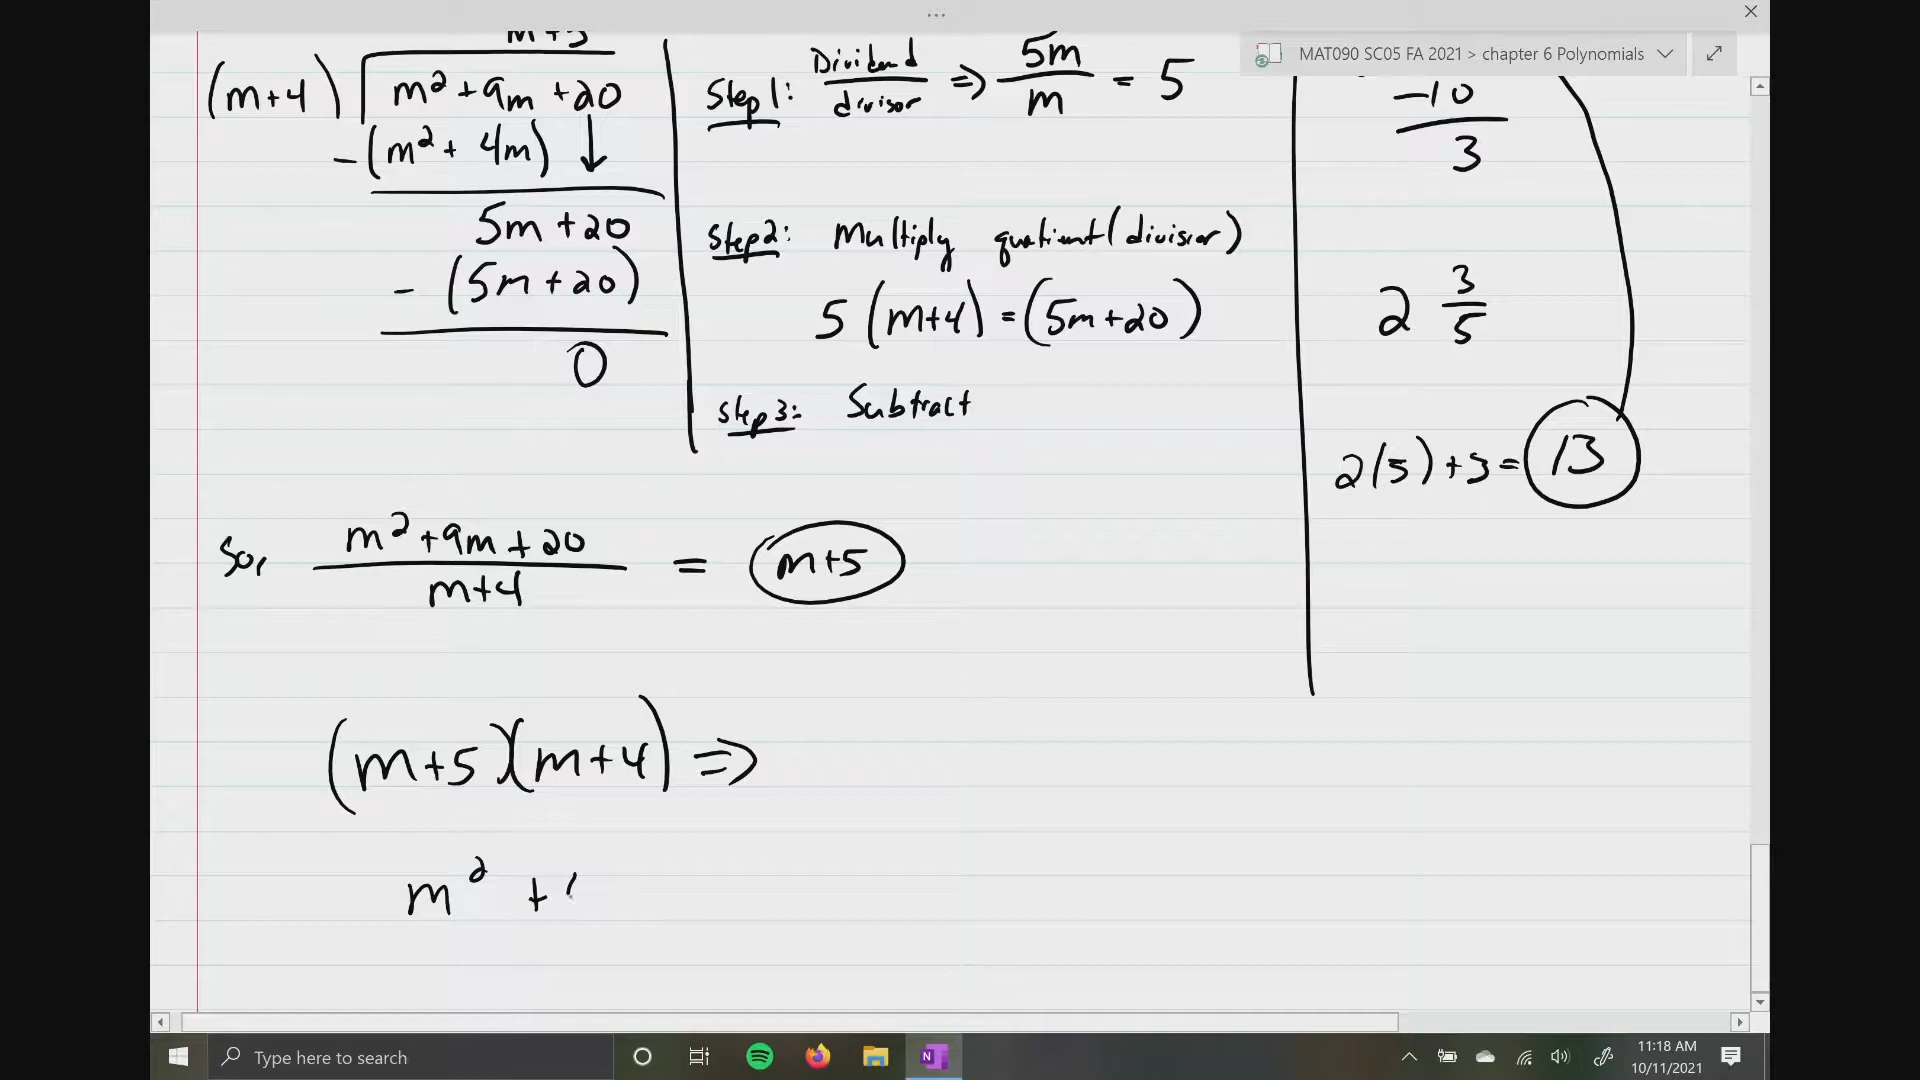 MAT090 SC05 FA 2021 > chapter 6 Polynomials
m+5
(m+4) m² + 9m + 20
-(m² + 4m)
5m + 20
- (5m + 20)
0
Step 1: Dividend/divisor => 5m/m = 5
Step 2: Multiply quotient(divisior)
5 (m+4) = (5m+20)
Step 3: Subtract
-10
3
2 3/5
2(5) + 3 = 13
So, m² + 9m + 20 / m+4 = m+5
(m+5)(m+4) =>
m² +
Type here to search
11:18 AM
10/11/2021